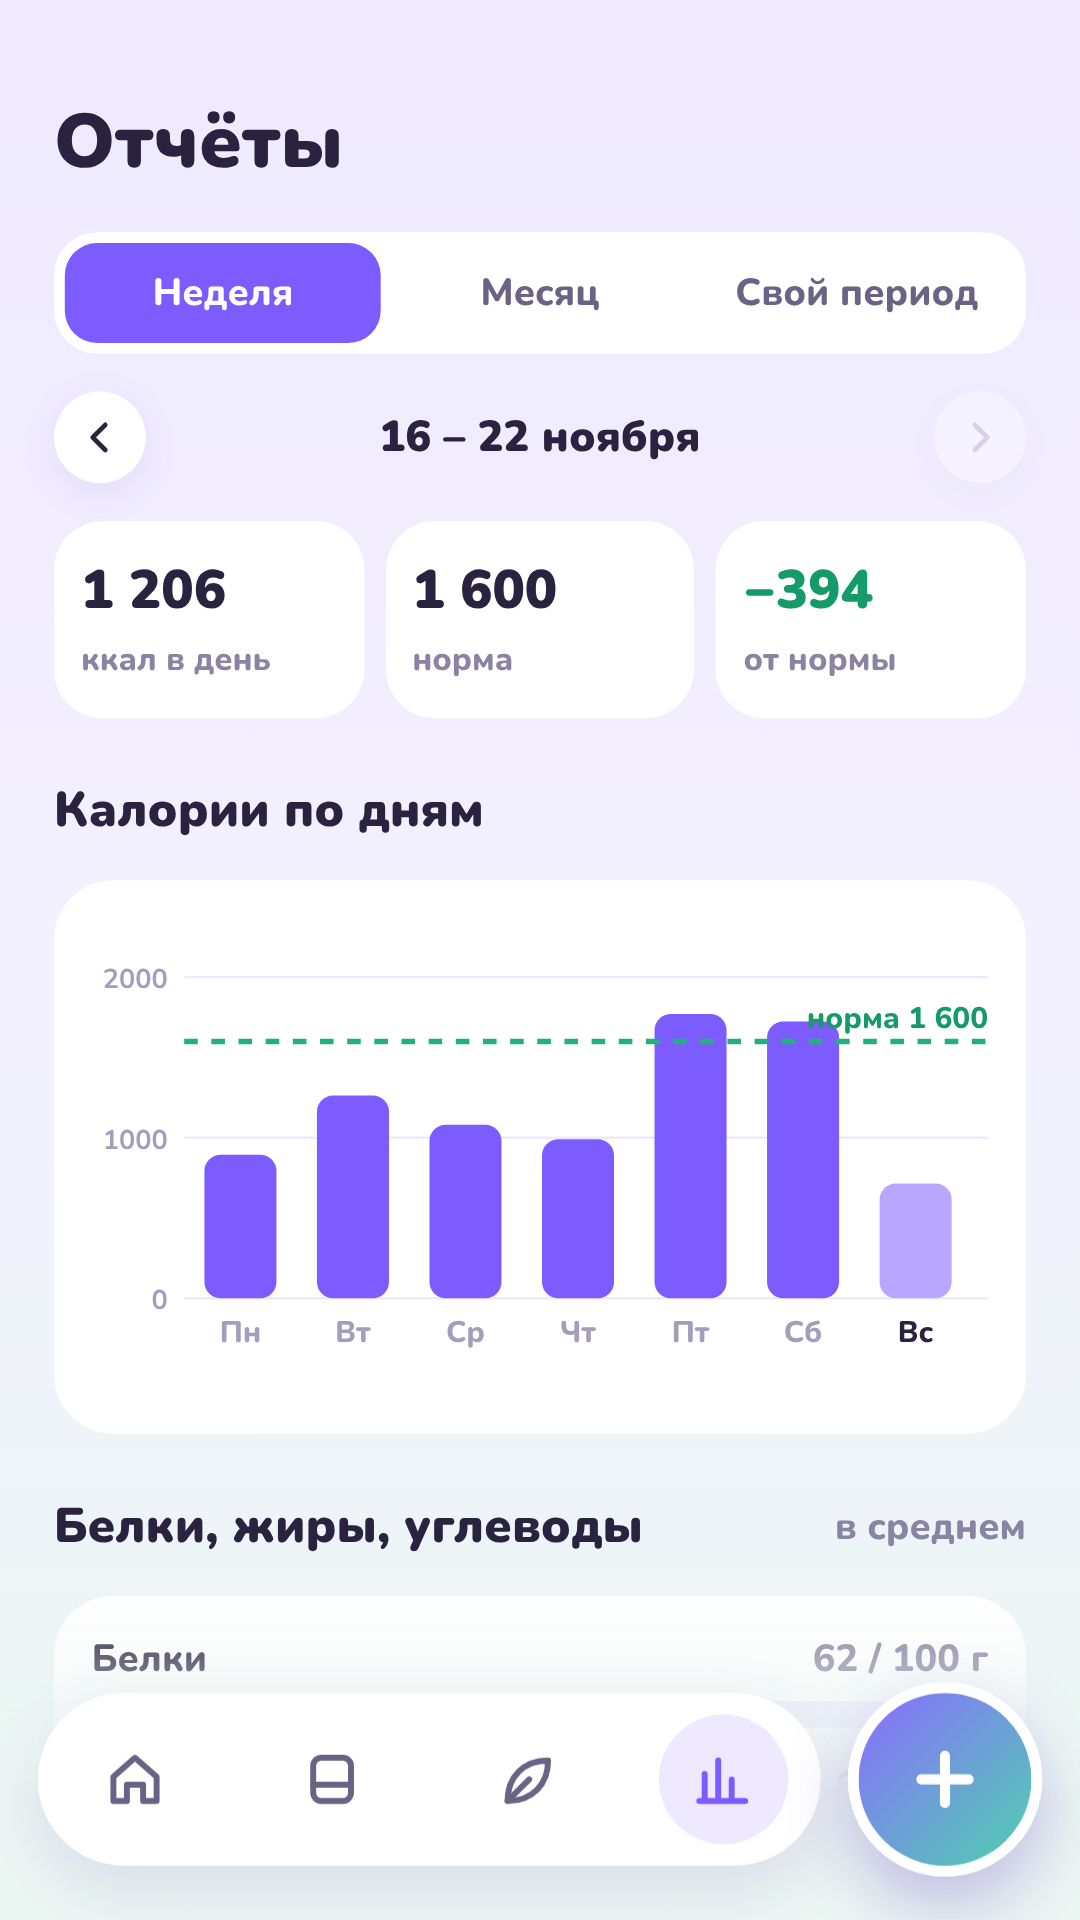 Отчёты
Неделя Месяц Свой период
16 – 22 ноября
1 206 1 600 −394
ккал в день норма от нормы
Калории по дням
2000
норма 1 600
1000
0
Пн Вт Ср Чт Пт Сб Вс
Белки, жиры, углеводы в среднем
Белки 62 / 100 г